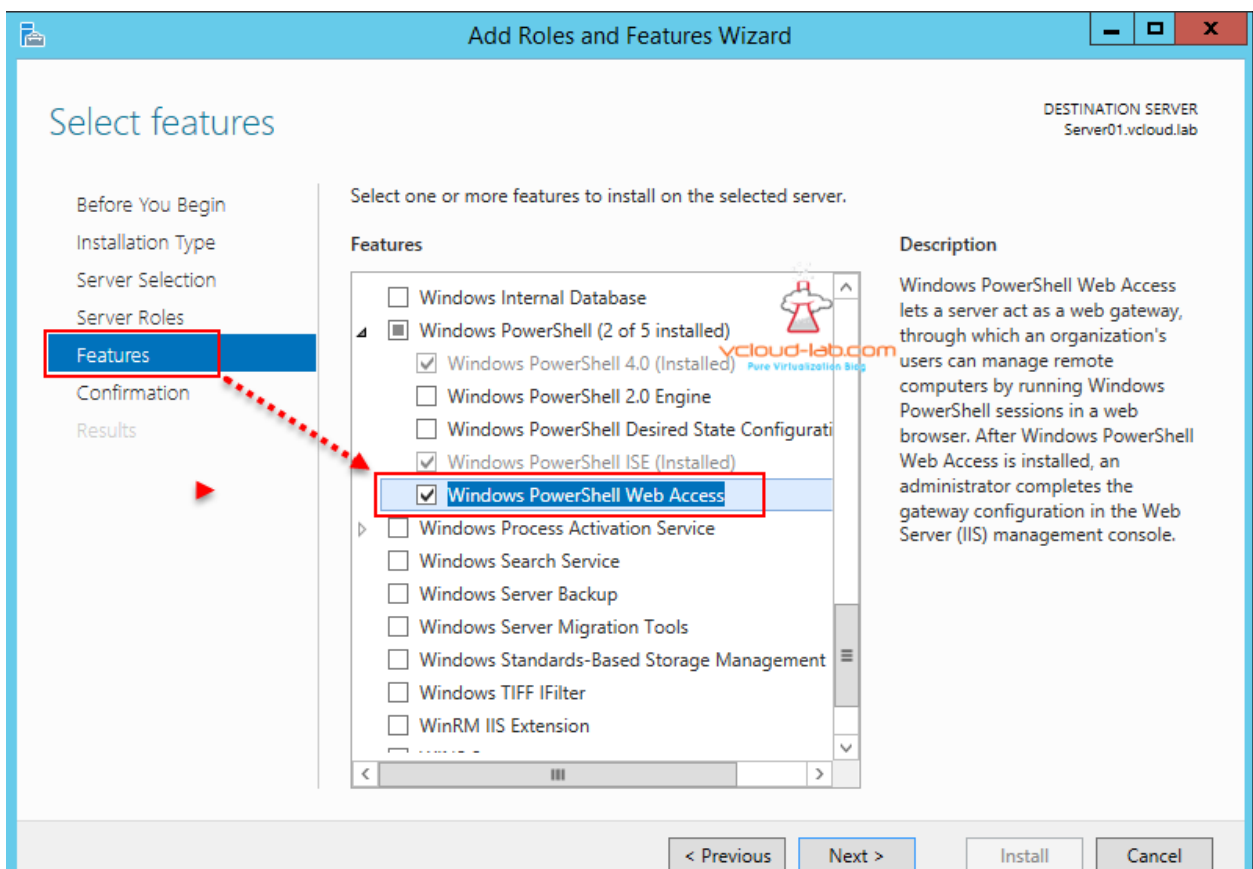 Add Roles and Features Wizard
Select features
DESTINATION SERVER
Server01.vcloud.lab
Before You Begin
Installation Type
Server Selection
Server Roles
Features
Confirmation
Results
Select one or more features to install on the selected server.
Features
Windows Internal Database
Windows PowerShell (2 of 5 installed)
Windows PowerShell 4.0 (Installed)
Windows PowerShell 2.0 Engine
Windows PowerShell Desired State Configurati
Windows PowerShell ISE (Installed)
Windows PowerShell Web Access
Windows Process Activation Service
Windows Search Service
Windows Server Backup
Windows Server Migration Tools
Windows Standards-Based Storage Management
Windows TIFF IFilter
WinRM IIS Extension
vcloud-lab.com
Pure Virtualization Blog
Description
Windows PowerShell Web Access
lets a server act as a web gateway,
through which an organization's
users can manage remote
computers by running Windows
PowerShell sessions in a web
browser. After Windows PowerShell
Web Access is installed, an
administrator completes the
gateway configuration in the Web
Server (IIS) management console.
< Previous
Next >
Install
Cancel